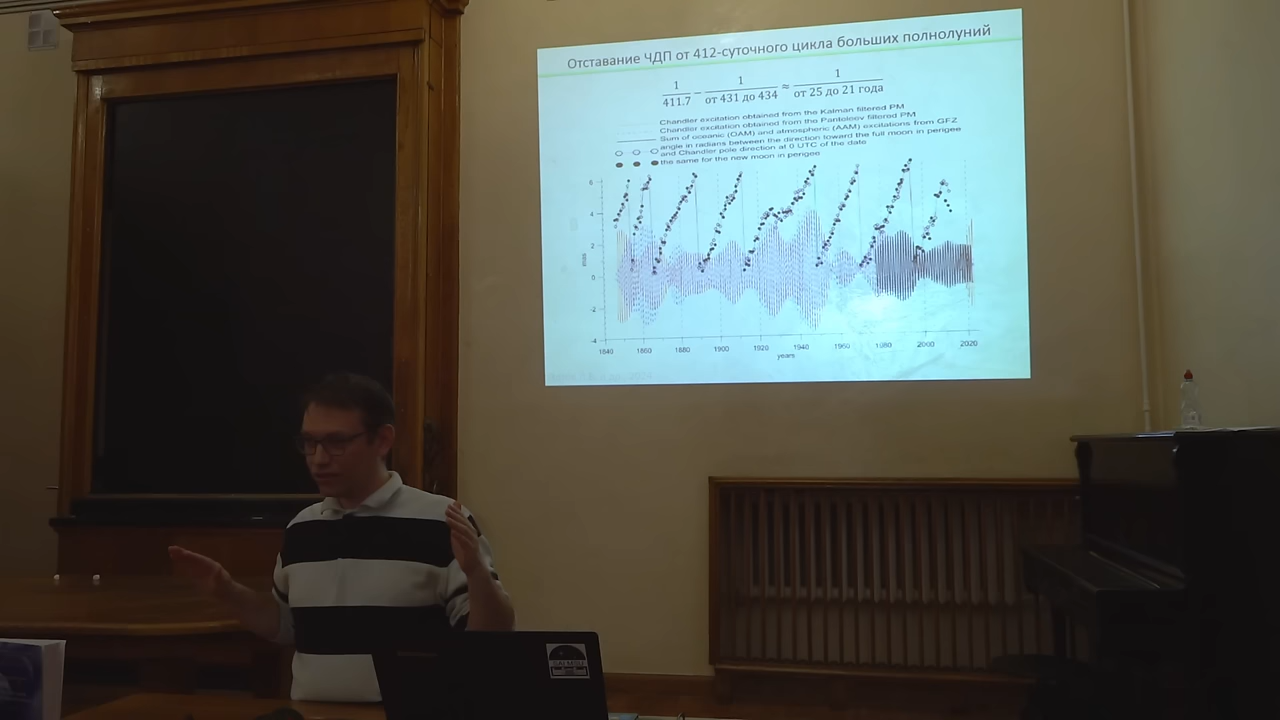 Отставание ЧДП от 412-суточного цикла больших полнолуний
1/411.7 − 1/от 431 до 434 ≈ 1/от 25 до 21 года
Chandler excitation obtained from the Kalman filtered PM
Chandler excitation obtained from the Panteleev filtered PM
Sum of oceanic (OAM) and atmospheric (AAM) excitations from GFZ
angle in radians between the direction toward the full moon in perigee
and Chandler pole direction at 0 UTC of the date
the same for the new moon in perigee
6
4
2
0
-2
-4
mas
1840 1860 1880 1900 1920 1940 1960 1980 2000 2020
years